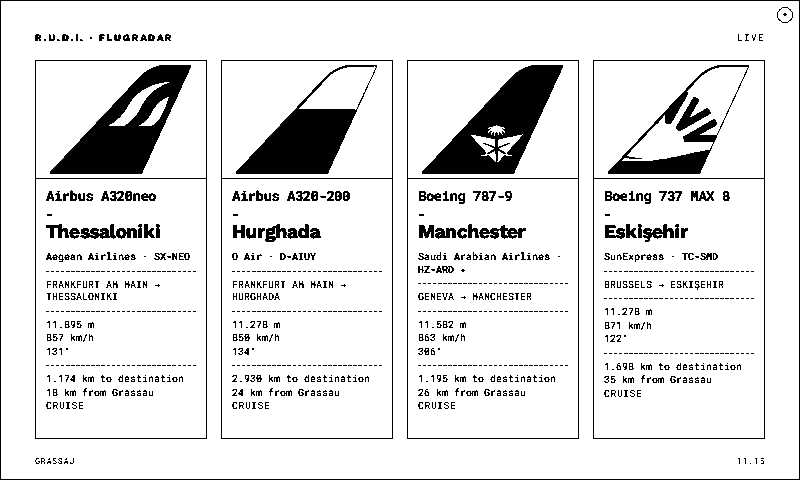 R.U.D.I. · FLUGRADAR
LIVE
Airbus A320neo
-
Thessaloniki
Aegean Airlines · SX-NEO
FRANKFURT AM MAIN →
THESSALONIKI
11.895 m
857 km/h
131°
1.174 km to destination
18 km from Grassau
CRUISE
Airbus A320-200
-
Hurghada
O Air · D-AIUY
FRANKFURT AM MAIN →
HURGHADA
11.278 m
850 km/h
134°
2.930 km to destination
24 km from Grassau
CRUISE
Boeing 787-9
-
Manchester
Saudi Arabian Airlines ·
HZ-ARD ✦
GENEVA → MANCHESTER
11.582 m
863 km/h
306°
1.195 km to destination
26 km from Grassau
CRUISE
Boeing 737 MAX 8
-
Eskişehir
SunExpress · TC-SMD
BRUSSELS → ESKIŞEHIR
11.278 m
871 km/h
122°
1.698 km to destination
35 km from Grassau
CRUISE
GRASSAU
11.15